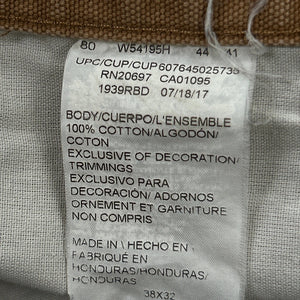 80 W54195H 44 41
UPC/CUP/CUP607645025735
RN20697 CA01095
1939RBD 07/18/17
BODY/CUERPO/L'ENSEMBLE
100% COTTON/ALGODÓN/
COTON
EXCLUSIVE OF DECORATION/
TRIMMINGS
EXCLUSIVO PARA
DECORACIÓN/ ADORNOS
ORNEMENT ET GARNITURE
NON COMPRIS
MADE IN \ HECHO EN \
FABRIQUÉ EN
HONDURAS/HONDURAS/
HONDURAS
38X32